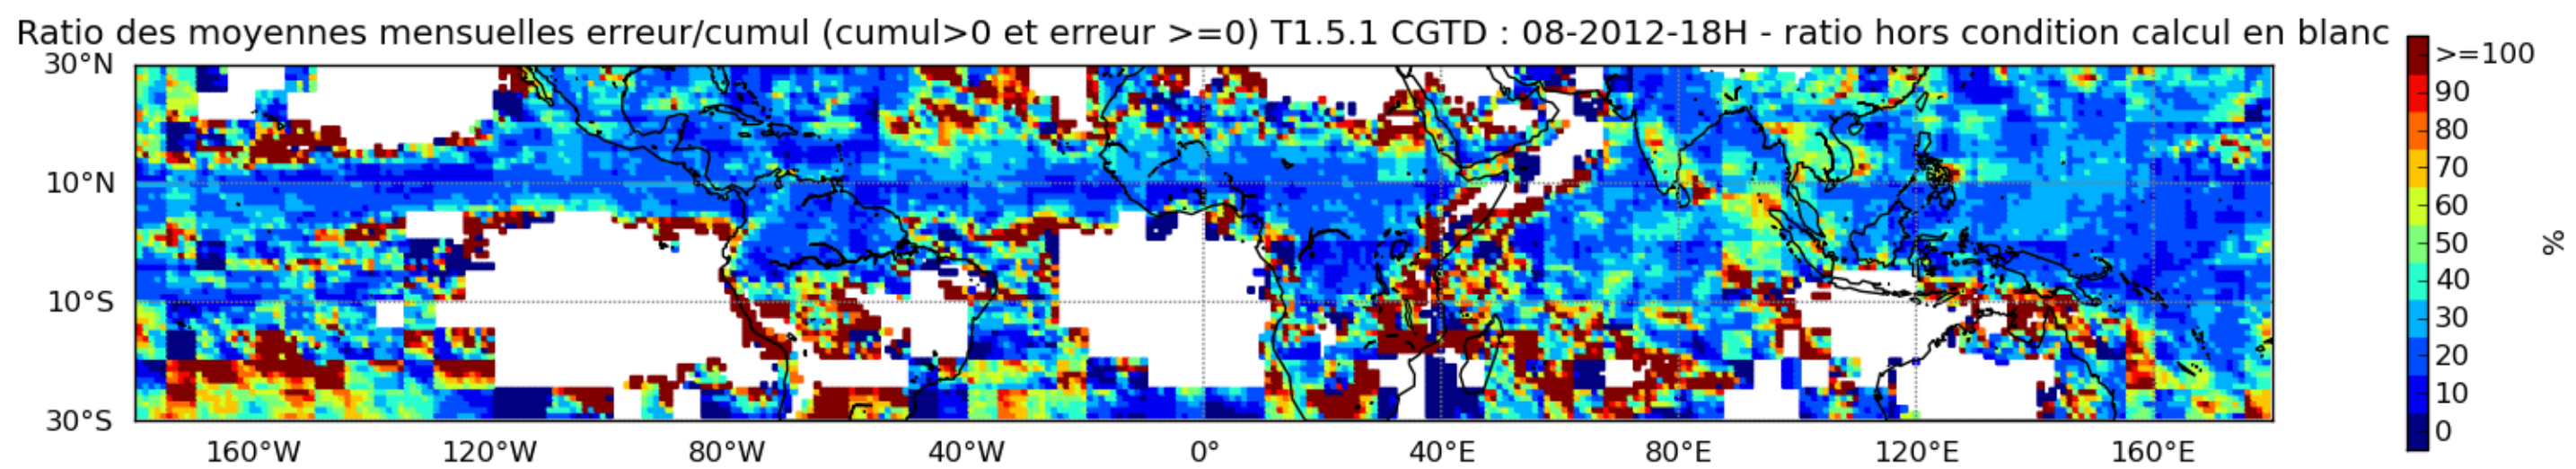 Ratio des moyennes mensuelles erreur/cumul (cumul>0 et erreur >=0) T1.5.1 CGTD : 08-2012-18H - ratio hors condition calcul en blanc
30°N
10°N
10°S
30°S
160°W 120°W 80°W 40°W 0° 40°E 80°E 120°E 160°E
>=100
90
80
70
60
50
40
30
20
10
0
%